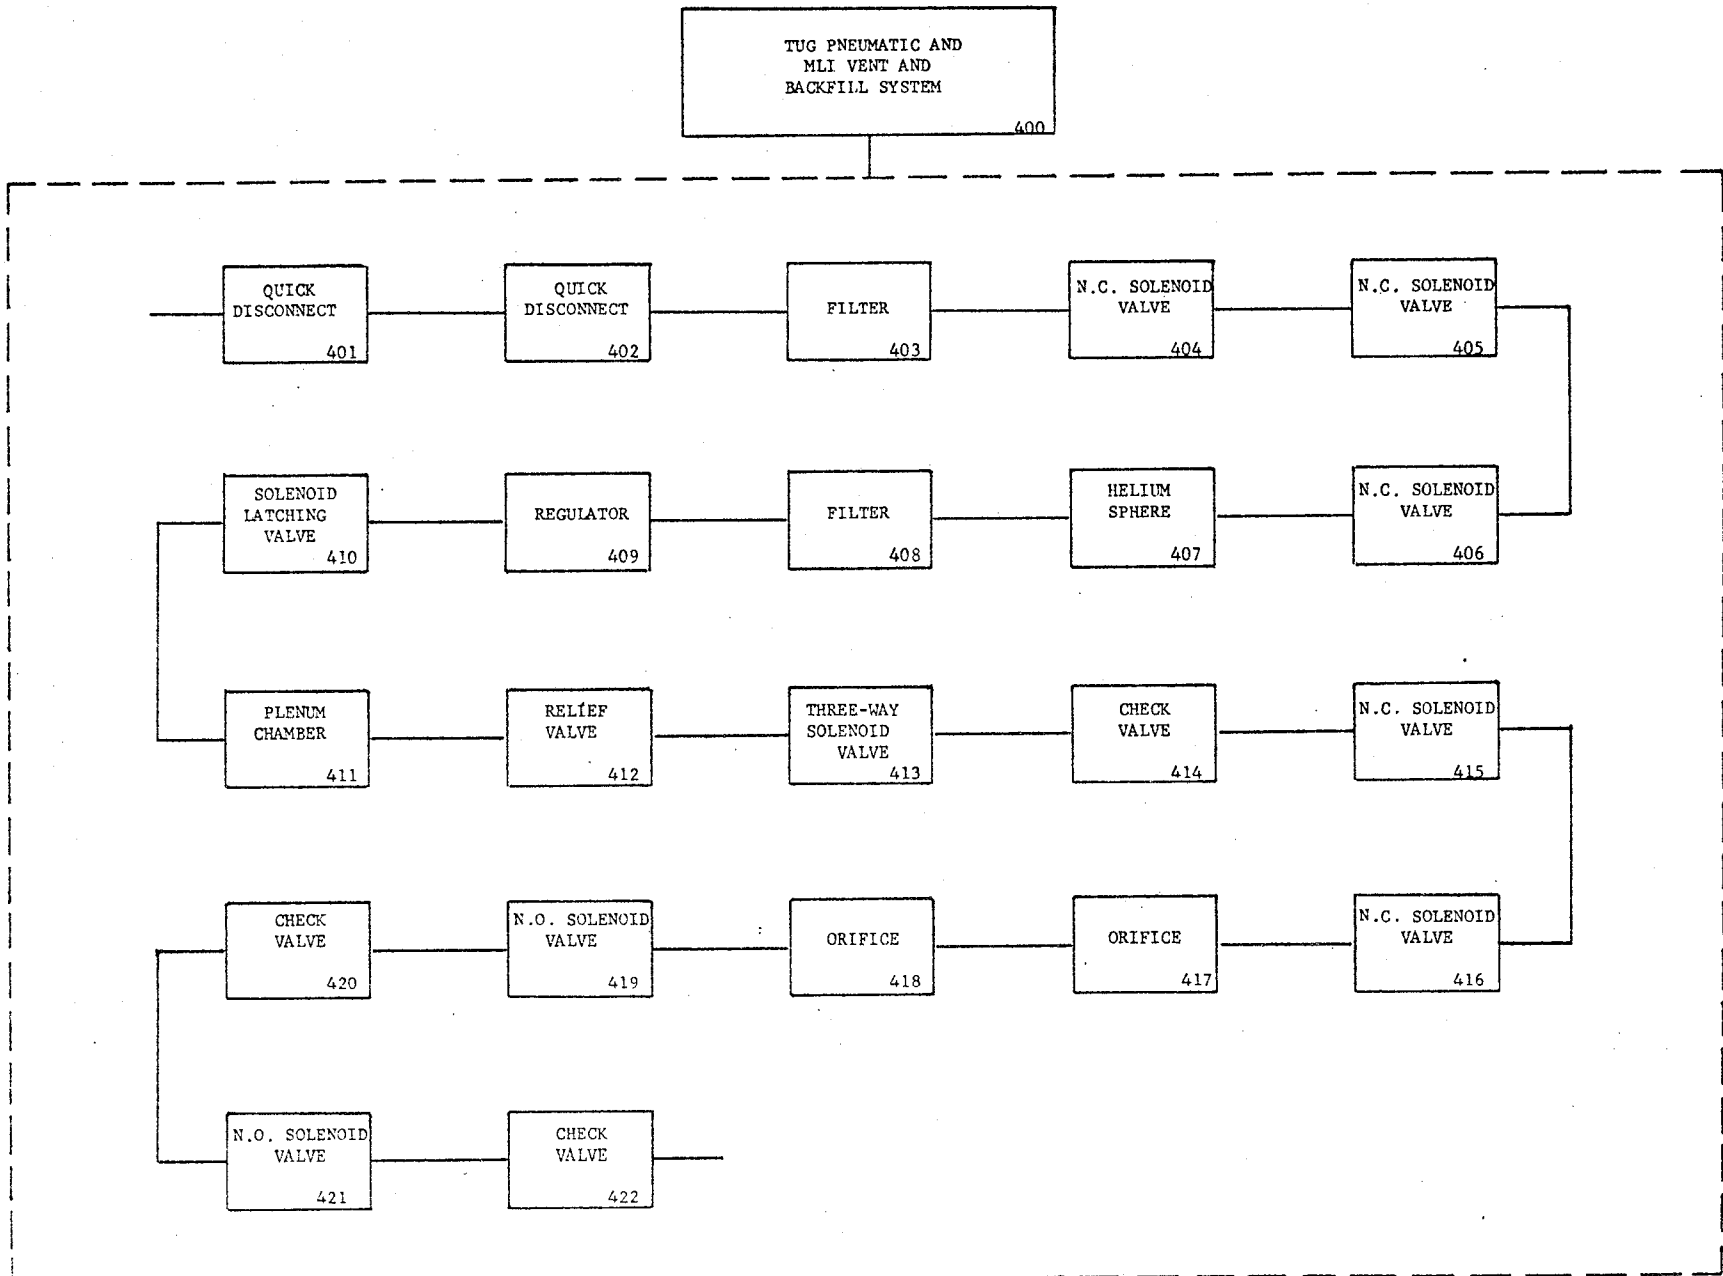 TUG PNEUMATIC AND
MLI VENT AND
BACKFILL SYSTEM
400
QUICK
DISCONNECT
401
QUICK
DISCONNECT
402
FILTER
403
N.C. SOLENOID
VALVE
404
N.C. SOLENOID
VALVE
405
SOLENOID
LATCHING
VALVE
410
REGULATOR
409
FILTER
408
HELIUM
SPHERE
407
N.C. SOLENOID
VALVE
406
PLENUM
CHAMBER
411
RELIEF
VALVE
412
THREE-WAY
SOLENOID
VALVE
413
CHECK
VALVE
414
N.C. SOLENOID
VALVE
415
CHECK
VALVE
420
N.O. SOLENOID
VALVE
419
ORIFICE
418
ORIFICE
417
N.C. SOLENOID
VALVE
416
N.O. SOLENOID
VALVE
421
CHECK
VALVE
422